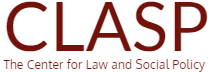 CLASP
The Center for Law and Social Policy